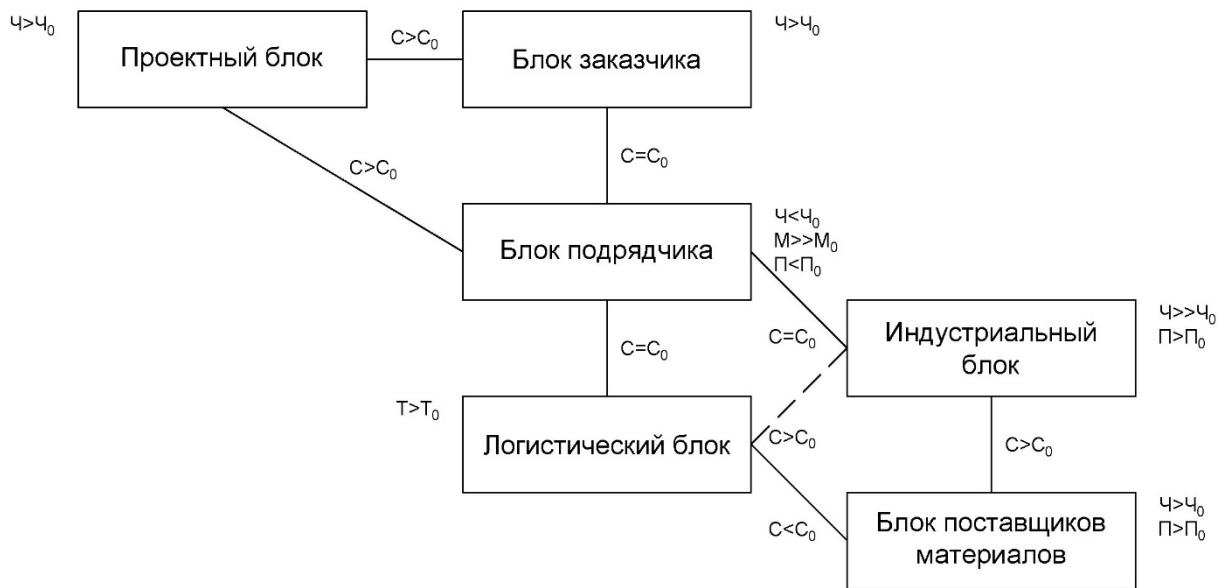 Ч>Ч₀
Проектный блок
С>С₀
Блок заказчика
Ч>Ч₀
С>С₀
С=С₀
Блок подрядчика
Ч<Ч₀
М>>М₀
П<П₀
С=С₀
С=С₀
Индустриальный
блок
Ч>>Ч₀
П>П₀
Т>Т₀
Логистический блок
С>С₀
С>С₀
С<С₀
Блок поставщиков
материалов
Ч>Ч₀
П>П₀